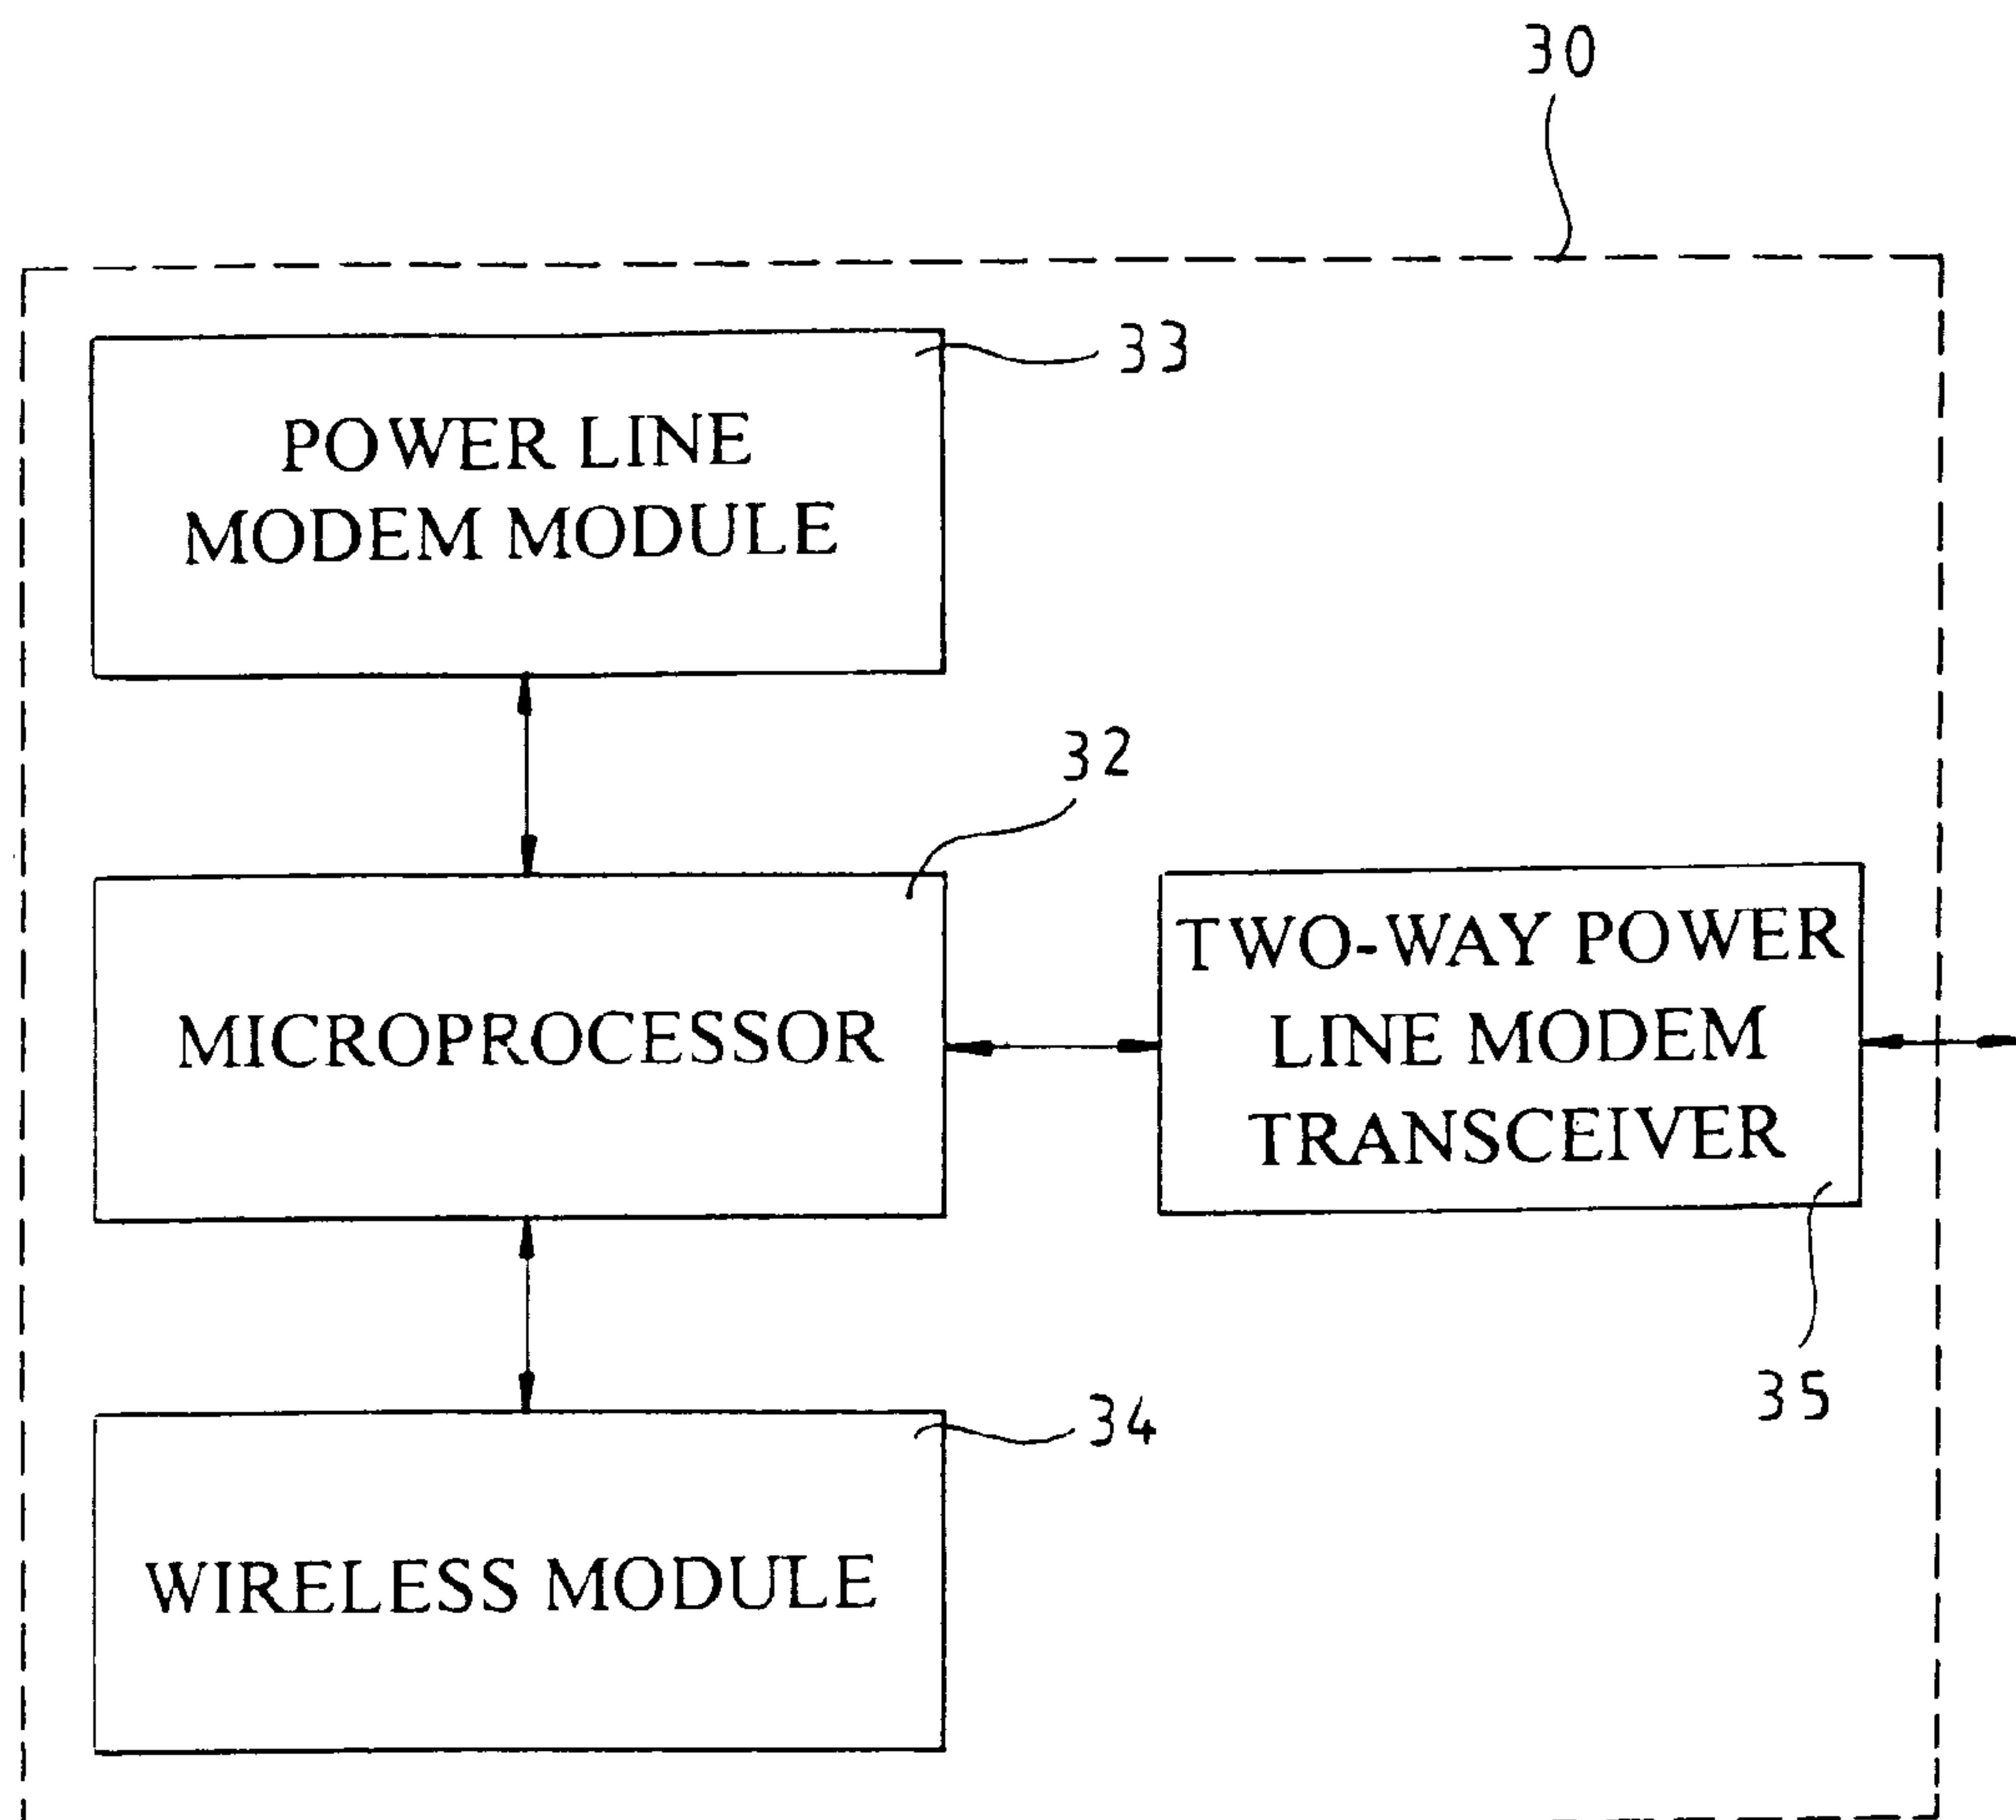 30
33
POWER LINE
MODEM MODULE
32
MICROPROCESSOR
TWO-WAY POWER
LINE MODEM
TRANSCEIVER
35
34
WIRELESS MODULE